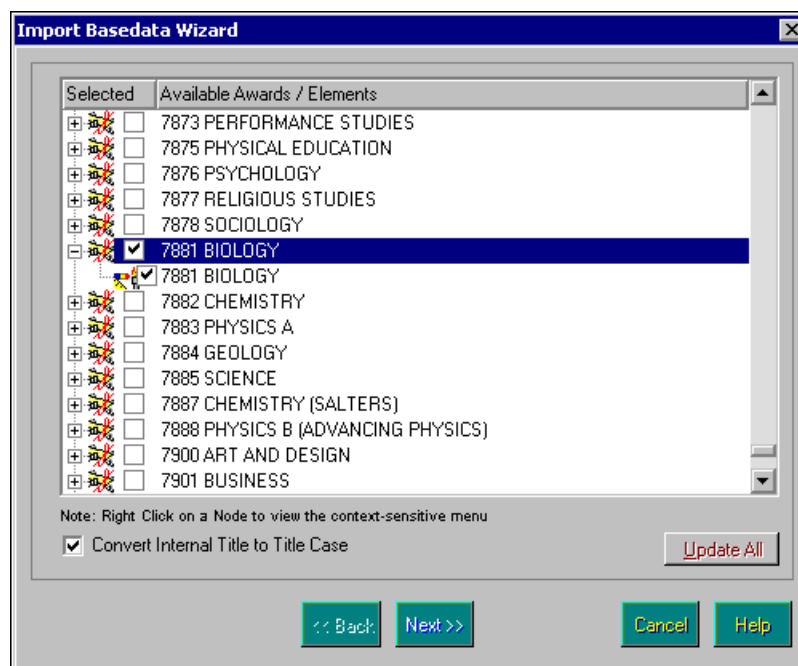 Import Basedata Wizard
Selected Available Awards / Elements
7873 PERFORMANCE STUDIES
7875 PHYSICAL EDUCATION
7876 PSYCHOLOGY
7877 RELIGIOUS STUDIES
7878 SOCIOLOGY
7881 BIOLOGY
7881 BIOLOGY
7882 CHEMISTRY
7883 PHYSICS A
7884 GEOLOGY
7885 SCIENCE
7887 CHEMISTRY (SALTERS)
7888 PHYSICS B (ADVANCING PHYSICS)
7900 ART AND DESIGN
7901 BUSINESS
Note: Right Click on a Node to view the context-sensitive menu
Convert Internal Title to Title Case
Update All
<< Back Next >> Cancel Help